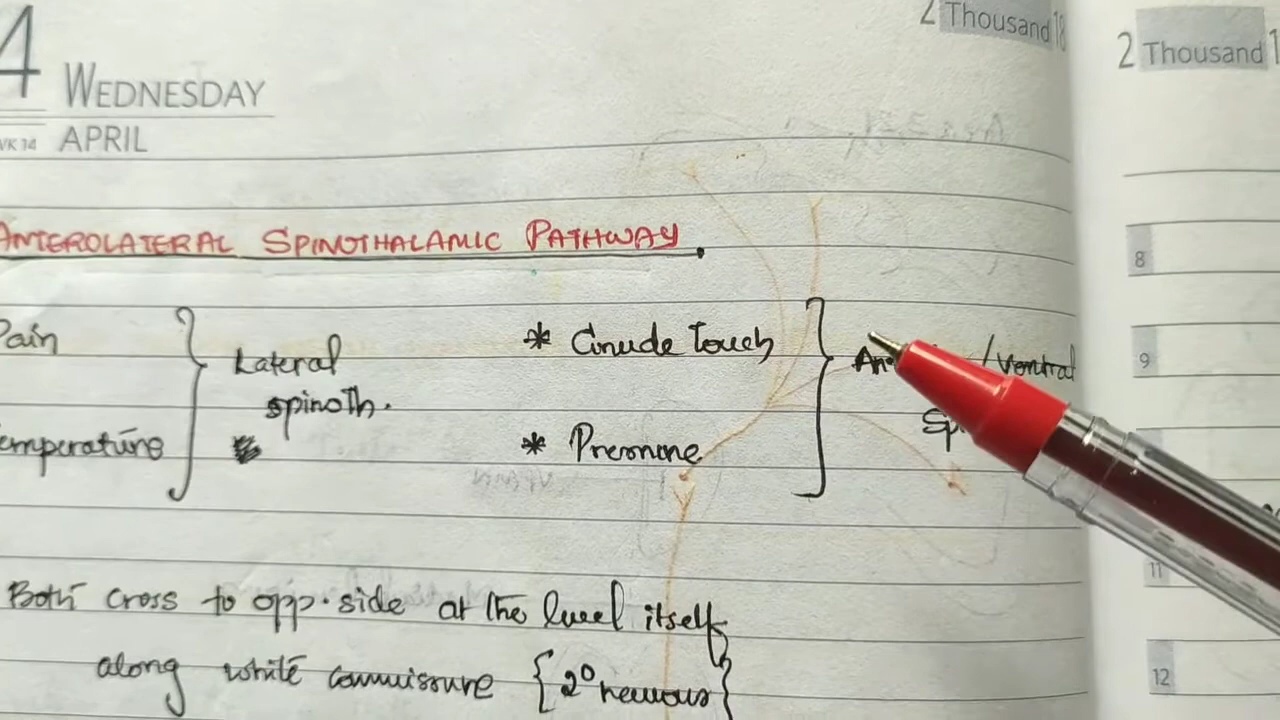 4 WEDNESDAY
WK 14 APRIL
2 Thousand 18
2 Thousand 1
ANTEROLATERAL SPINOTHALAMIC PATHWAY
Pain
Temperature
Lateral
spinoth.
* Crude Touch
* Pressure
/ ventral
Both cross to opp. side at the level itself
along white commissure {2° neurons}
8
9
11
12